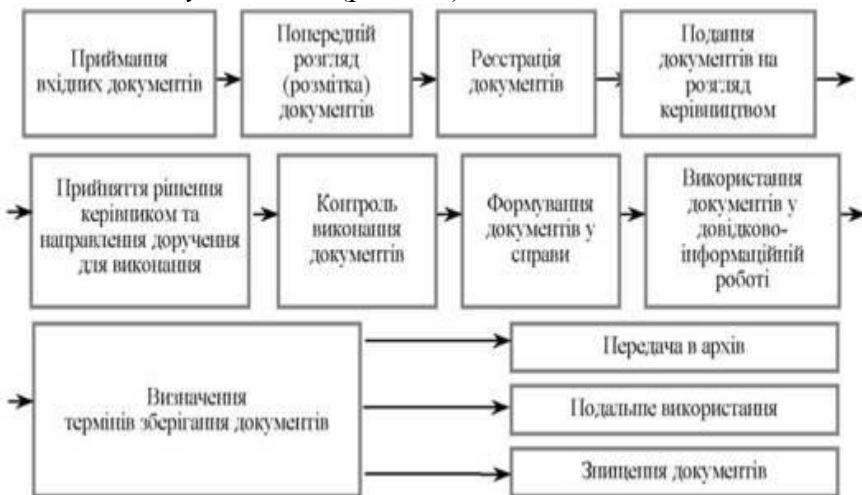 Приймання
вхідних документів
Попередній
розгляд
(розмітка)
документів
Реєстрація
документів
Подання
документів на
розгляд
керівництвом
Прийняття рішення
керівником та
направлення доручення
для виконання
Контроль
виконання
документів
Формування
документів у
справи
Використання
документів у
довідково-
інформаційній
роботі
Визначення
термінів зберігання документів
Передача в архів
Подальше використання
Знищення документів